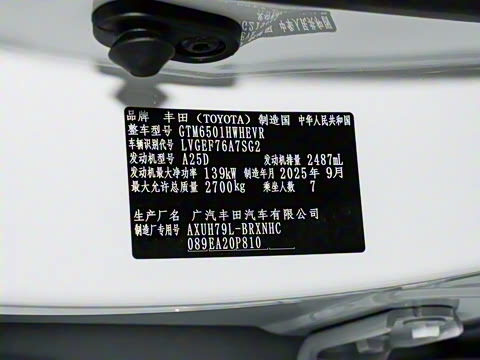 品牌 丰田（TOYOTA） 制造国 中华人民共和国
整车型号 GTM6501HWHEVR
车辆识别代号 LVGEF76A7SG2
发动机型号 A25D 发动机排量 2487mL
发动机最大净功率 139kW 制造年月 2025 年 9月
最大允许总质量 2700kg 乘坐人数 7
生产厂名 广汽丰田汽车有限公司
制造厂专用号 AXUH79L-BRXNHC
089EA20P810